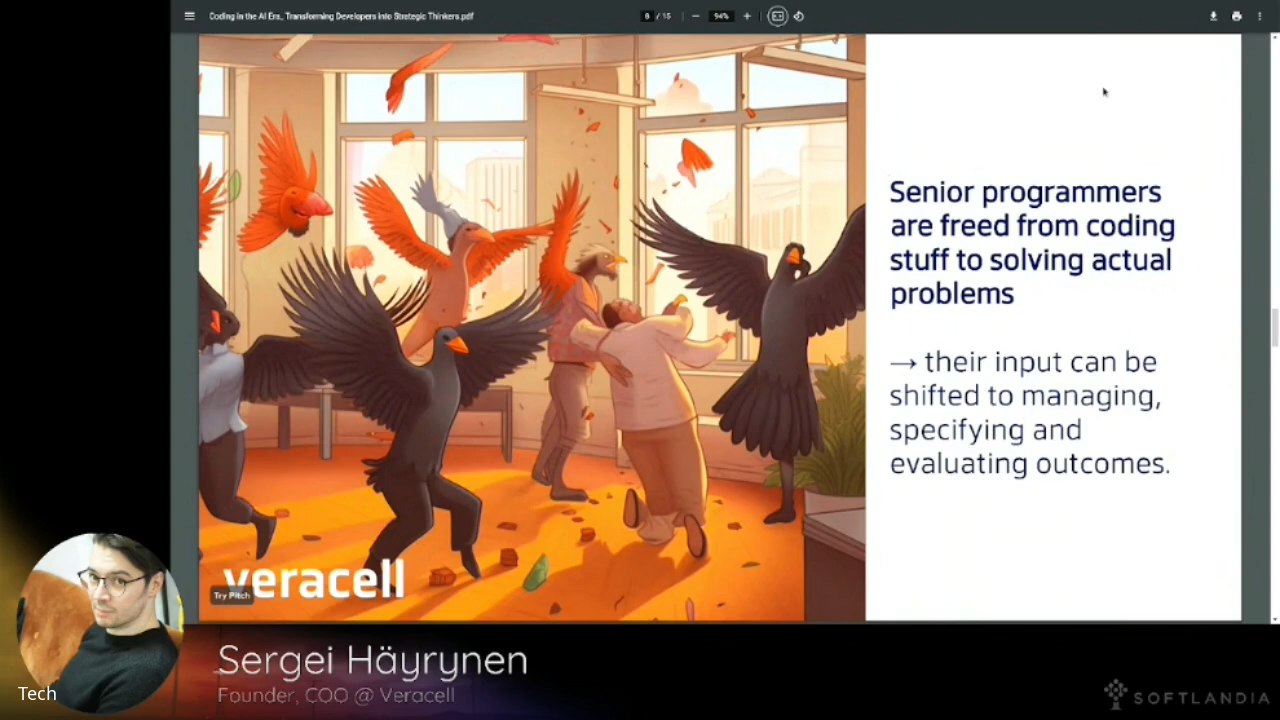 Coding in the AI Era_ Transforming Developers into Strategic Thinkers.pdf
8 / 15
94%
Senior programmers
are freed from coding
stuff to solving actual
problems
→ their input can be
shifted to managing,
specifying and
evaluating outcomes.
veracell
Try Pitch
Sergei Häyrynen
Founder, COO @ Veracell
Tech
SOFTLANDIA